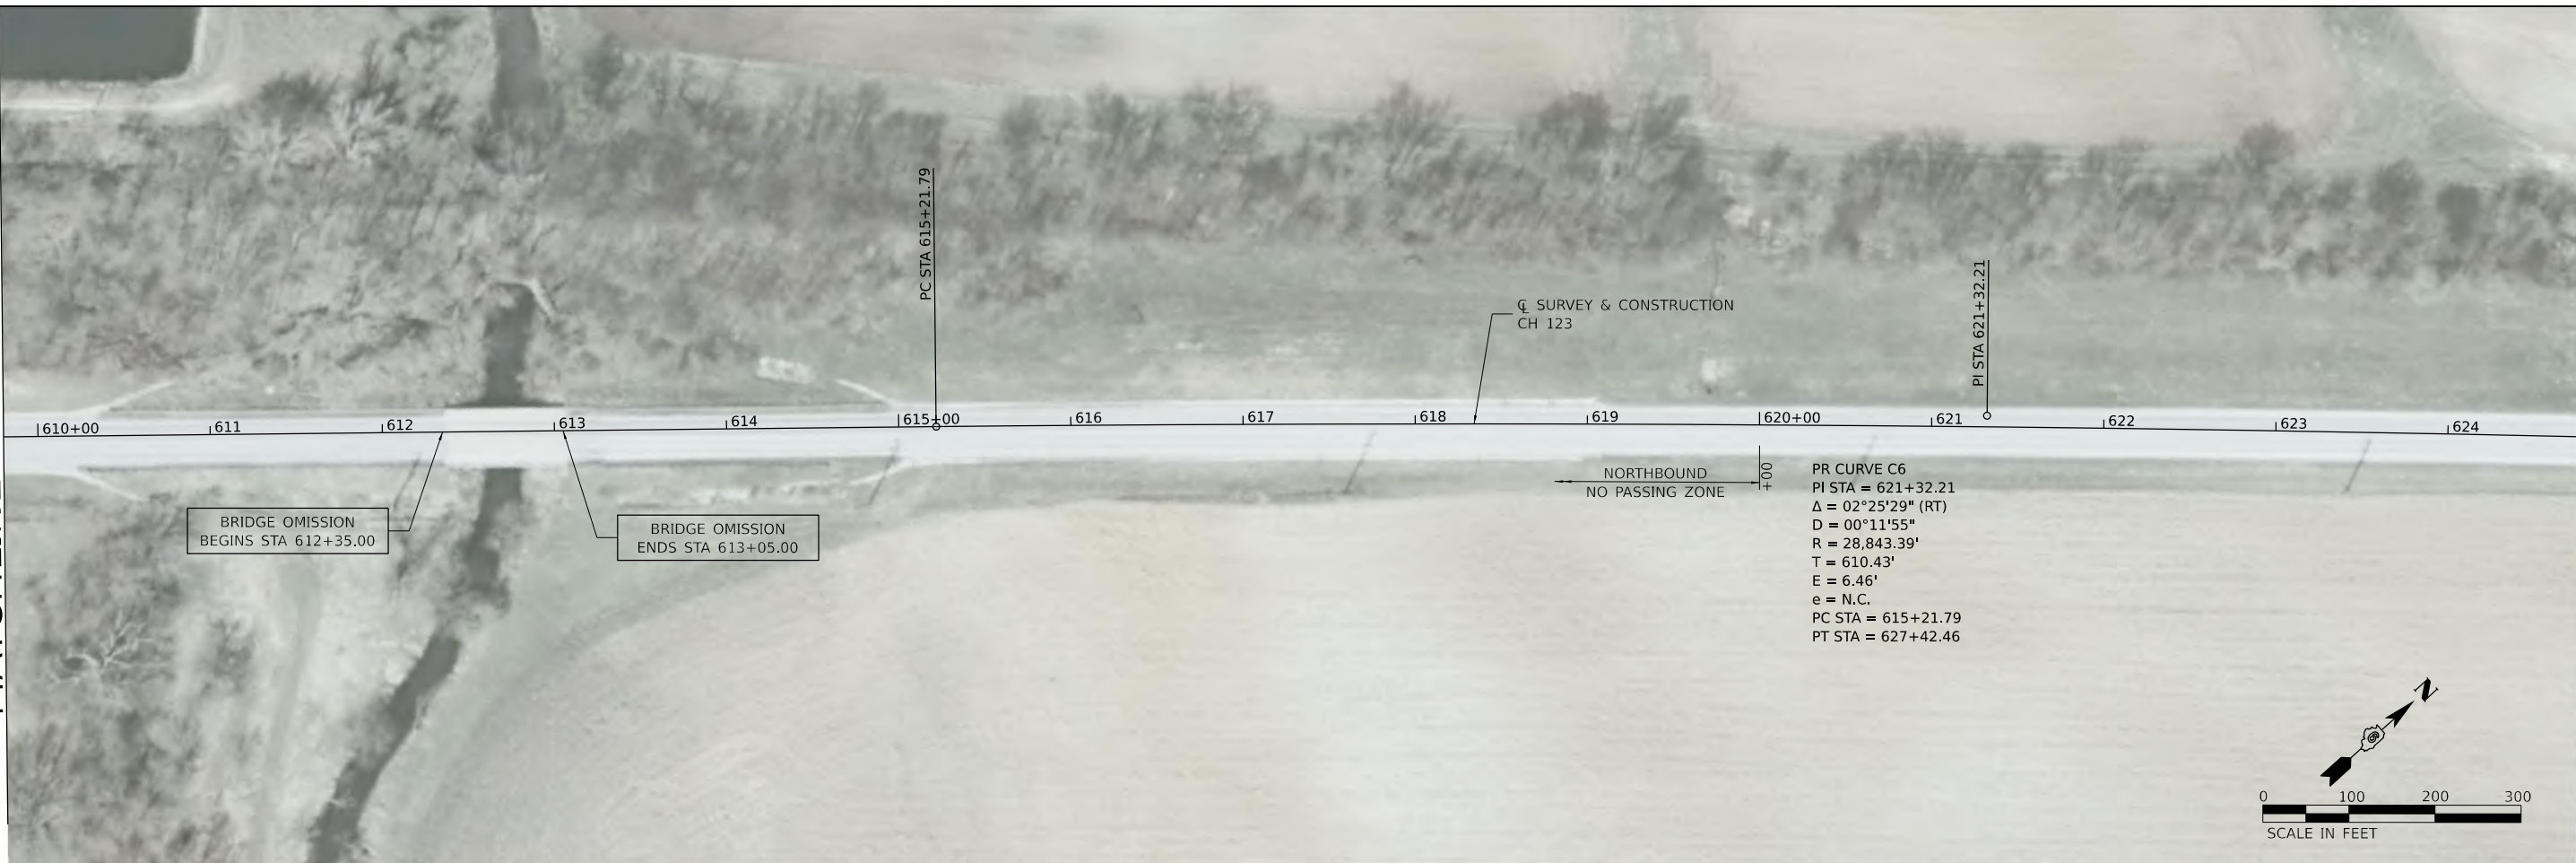 PC STA 615+21.79
PI STA 621+32.21
℄ SURVEY & CONSTRUCTION
CH 123
610+00
611
612
613
614
615+00
616
617
618
619
620+00
621
622
623
624
BRIDGE OMISSION
BEGINS STA 612+35.00
BRIDGE OMISSION
ENDS STA 613+05.00
NORTHBOUND
NO PASSING ZONE
+00
PR CURVE C6
PI STA = 621+32.21
Δ = 02°25'29" (RT)
D = 00°11'55"
R = 28,843.39'
T = 610.43'
E = 6.46'
e = N.C.
PC STA = 615+21.79
PT STA = 627+42.46
N
0 100 200 300
SCALE IN FEET